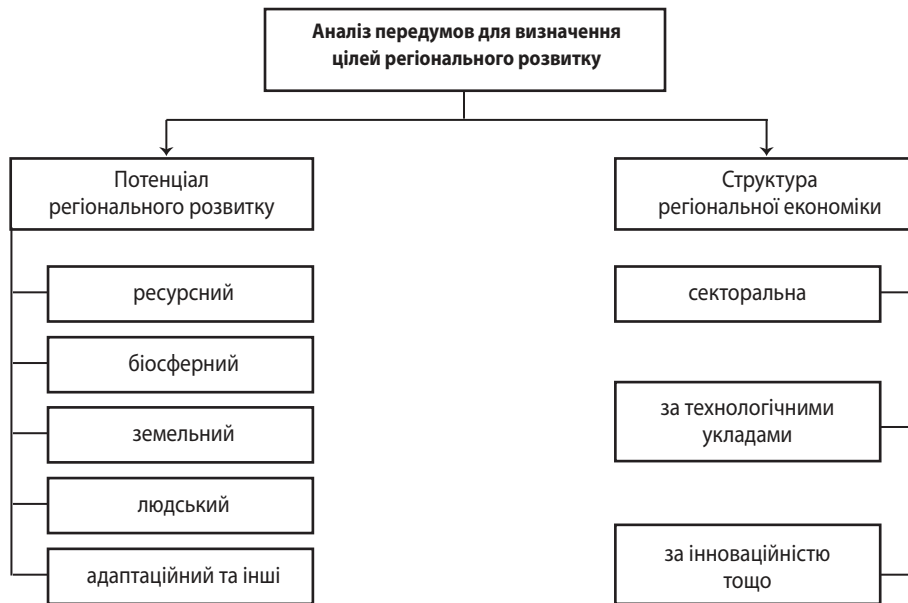 Аналіз передумов для визначення
цілей регіонального розвитку
Потенціал
регіонального розвитку
ресурсний
біосферний
земельний
людський
адаптаційний та інші
Структура
регіональної економіки
секторальна
за технологічними
укладами
за інноваційністю
тощо